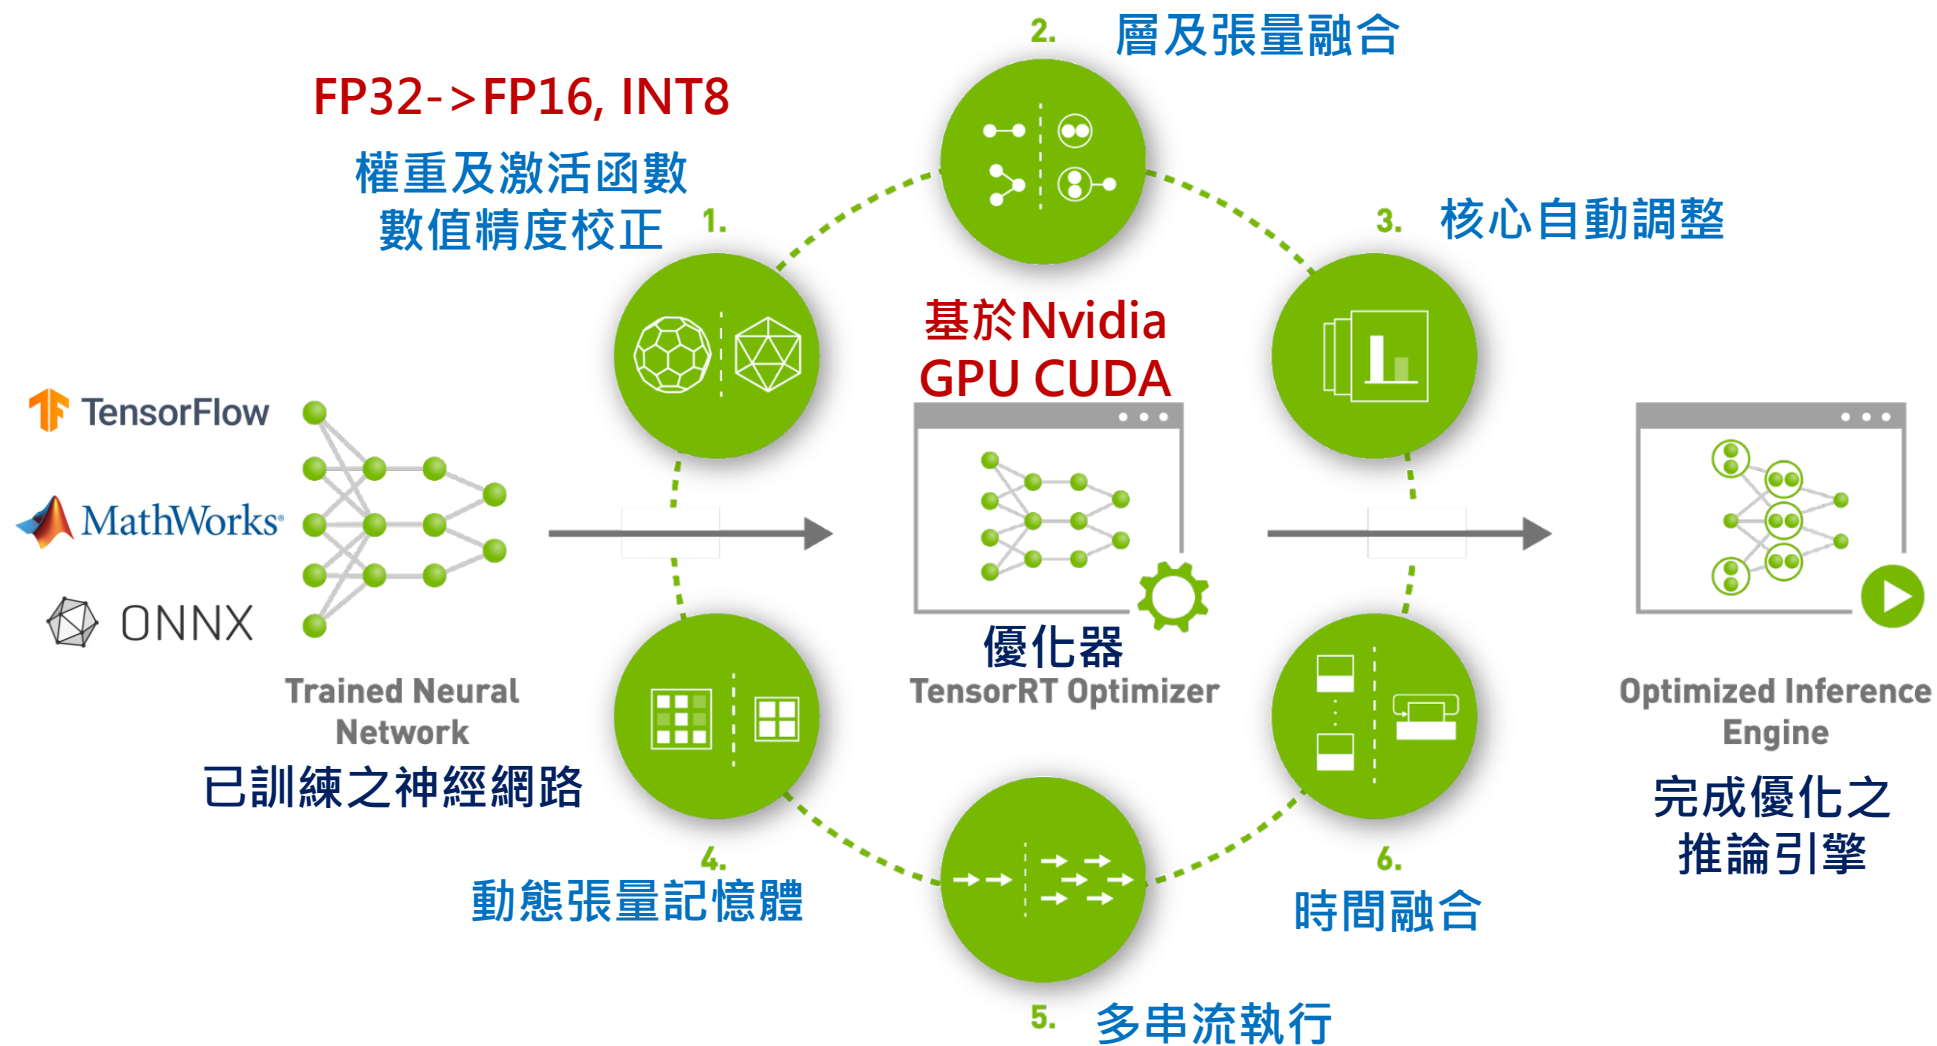 2.
層及張量融合
FP32->FP16, INT8
權重及激活函數
數值精度校正
1.
3.
核心自動調整
基於Nvidia
GPU CUDA
TensorFlow
MathWorks®
ONNX
Trained Neural
Network
已訓練之神經網路
優化器
TensorRT Optimizer
Optimized Inference
Engine
完成優化之
推論引擎
4.
動態張量記憶體
6.
時間融合
5.
多串流執行